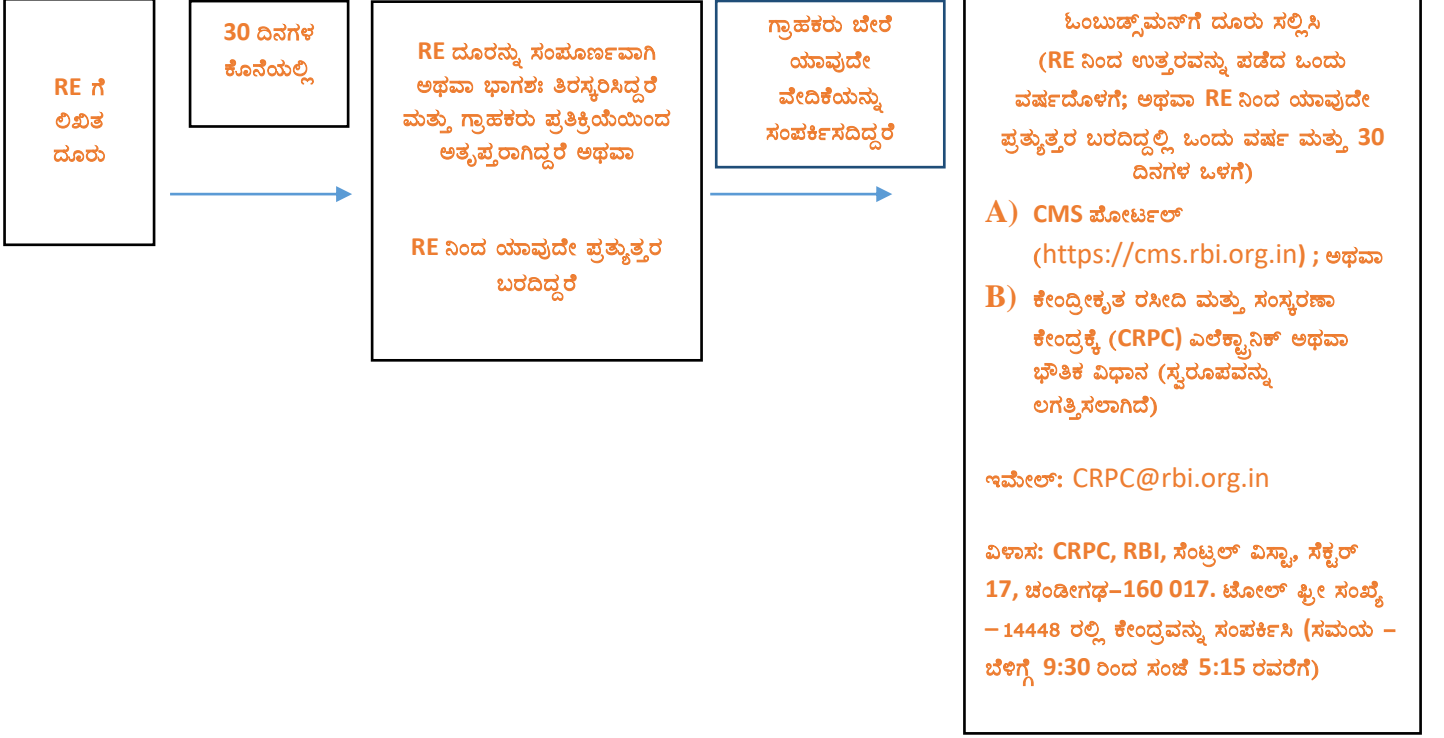 RE ಗೆ
ಲಿಖಿತ
ದೂರು
30 ದಿನಗಳ
ಕೊನೆಯಲ್ಲಿ
RE ದೂರನ್ನು ಸಂಪೂರ್ಣವಾಗಿ
ಅಥವಾ ಭಾಗಶಃ ತಿರಸ್ಕರಿಸಿದ್ದರೆ
ಮತ್ತು ಗ್ರಾಹಕರು ಪ್ರತಿಕ್ರಿಯೆಯಿಂದ
ಅತೃಪ್ತರಾಗಿದ್ದರೆ ಅಥವಾ
RE ನಿಂದ ಯಾವುದೇ ಪ್ರತ್ಯುತ್ತರ
ಬರದಿದ್ದರೆ
ಗ್ರಾಹಕರು ಬೇರೆ
ಯಾವುದೇ
ವೇದಿಕೆಯನ್ನು
ಸಂಪರ್ಕಿಸದಿದ್ದರೆ
ಓಂಬುಡ್ಸ್‌ಮನ್‌ಗೆ ದೂರು ಸಲ್ಲಿಸಿ
(RE ನಿಂದ ಉತ್ತರವನ್ನು ಪಡೆದ ಒಂದು
ವರ್ಷದೊಳಗೆ; ಅಥವಾ RE ನಿಂದ ಯಾವುದೇ
ಪ್ರತ್ಯುತ್ತರ ಬರದಿದ್ದಲ್ಲಿ ಒಂದು ವರ್ಷ ಮತ್ತು 30
ದಿನಗಳ ಒಳಗೆ)
A) CMS ಪೋರ್ಟಲ್
(https://cms.rbi.org.in) ; ಅಥವಾ
B) ಕೇಂದ್ರೀಕೃತ ರಸೀದಿ ಮತ್ತು ಸಂಸ್ಕರಣಾ
ಕೇಂದ್ರಕ್ಕೆ (CRPC) ಎಲೆಕ್ಟ್ರಾನಿಕ್ ಅಥವಾ
ಭೌತಿಕ ವಿಧಾನ (ಸ್ವರೂಪವನ್ನು
ಲಗತ್ತಿಸಲಾಗಿದೆ)
ಇಮೇಲ್: CRPC@rbi.org.in
ವಿಳಾಸ: CRPC, RBI, ಸೆಂಟ್ರಲ್ ವಿಸ್ಟಾ, ಸೆಕ್ಟರ್
17, ಚಂಡೀಗಢ–160 017. ಟೋಲ್ ಫ್ರೀ ಸಂಖ್ಯೆ
–14448 ರಲ್ಲಿ ಕೇಂದ್ರವನ್ನು ಸಂಪರ್ಕಿಸಿ (ಸಮಯ –
ಬೆಳಿಗ್ಗೆ 9:30 ರಿಂದ ಸಂಜೆ 5:15 ರವರೆಗೆ)